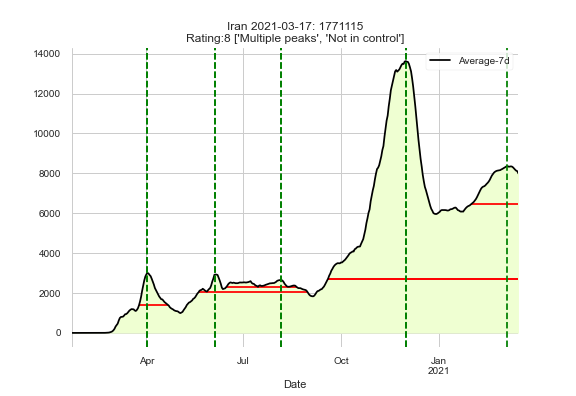 Iran 2021-03-17: 1771115
Rating:8 ['Multiple peaks', 'Not in control']
Average-7d
14000
12000
10000
8000
6000
4000
2000
0
Apr
Jul
Oct
Jan
2021
Date